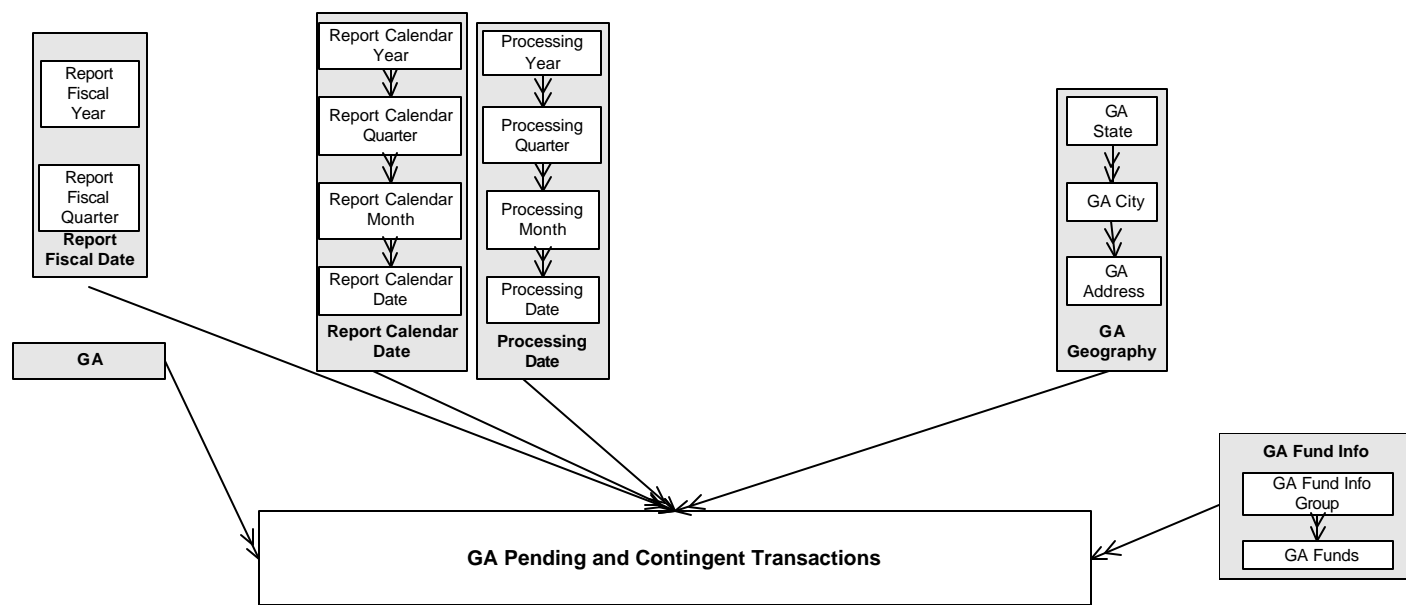 Report
Fiscal
Year
Report
Fiscal
Quarter
Report
Fiscal Date
Report Calendar
Year
Report Calendar
Quarter
Report Calendar
Month
Report Calendar
Date
Report Calendar
Date
Processing
Year
Processing
Quarter
Processing
Month
Processing
Date
Processing
Date
GA
State
GA City
GA
Address
GA
Geography
GA
GA Fund Info
GA Fund Info
Group
GA Funds
GA Pending and Contingent Transactions